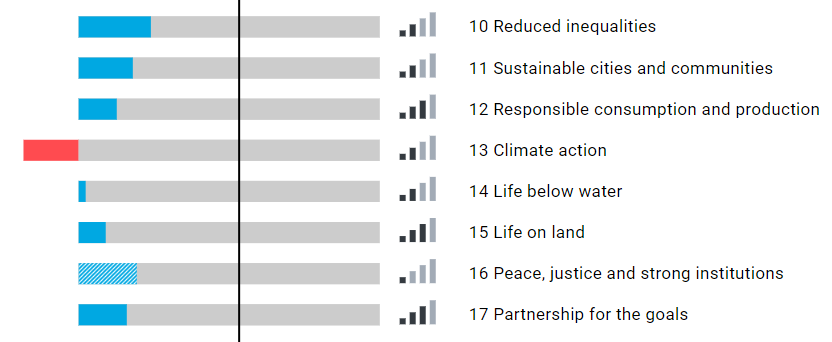 10 Reduced inequalities
11 Sustainable cities and communities
12 Responsible consumption and production
13 Climate action
14 Life below water
15 Life on land
16 Peace, justice and strong institutions
17 Partnership for the goals